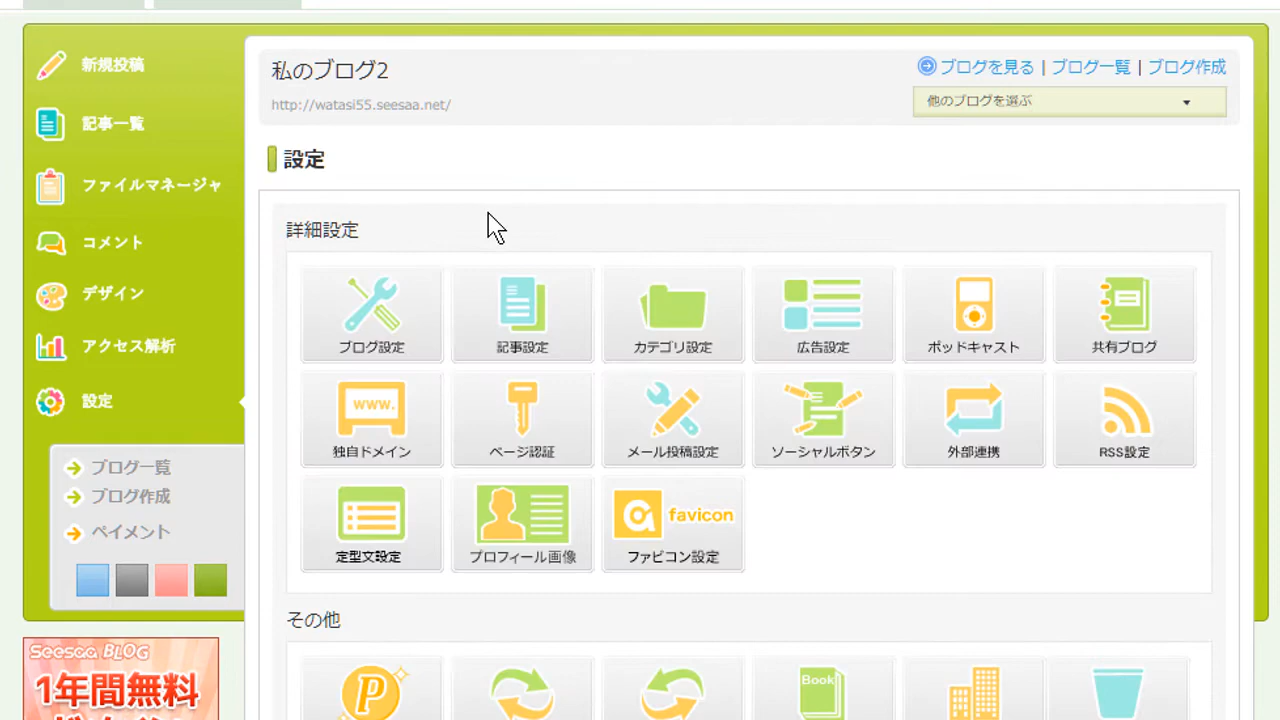 新規投稿
記事一覧
ファイルマネージャ
コメント
デザイン
アクセス解析
設定
ブログ一覧
ブログ作成
ペイメント
Seesaa BLOG
1年間無料
私のブログ2
http://watasi55.seesaa.net/
ブログを見る | ブログ一覧 | ブログ作成
他のブログを選ぶ
設定
詳細設定
ブログ設定 記事設定 カテゴリ設定 広告設定 ポッドキャスト 共有ブログ
www.
独自ドメイン ページ認証 メール投稿設定 ソーシャルボタン 外部連携 RSS設定
favicon
定型文設定 プロフィール画像 ファビコン設定
その他
P
Book